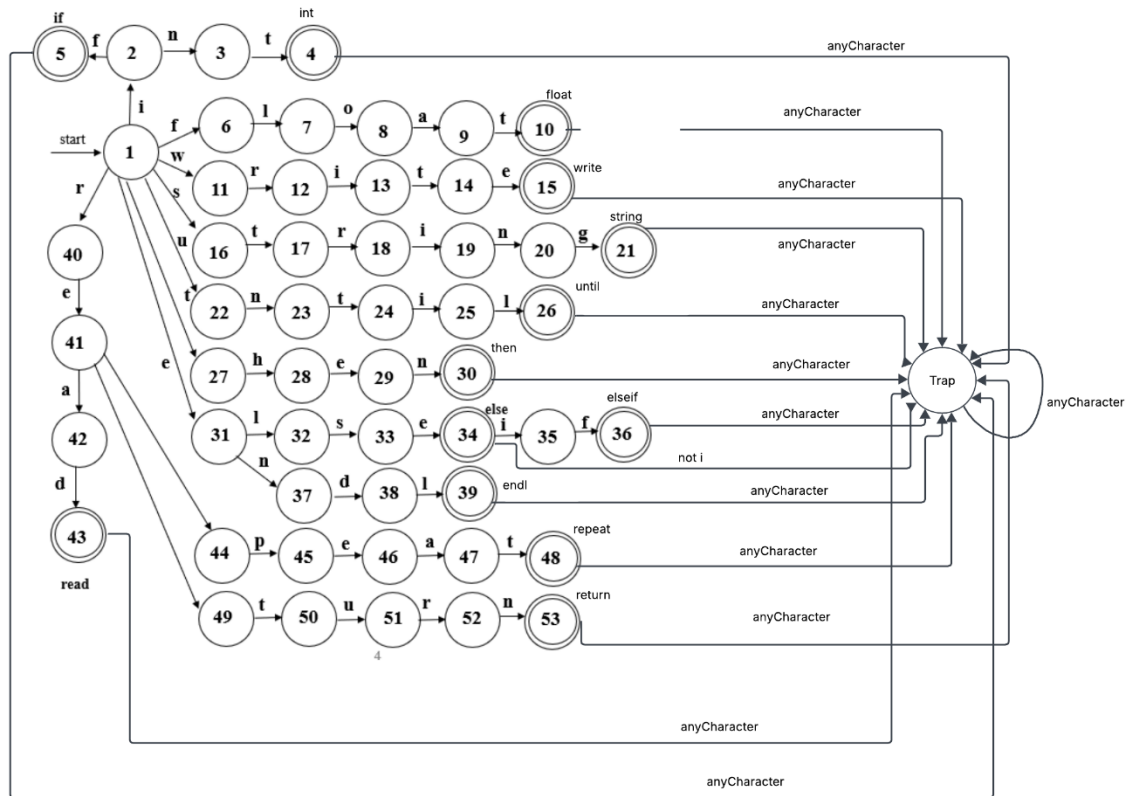 int
if
5 f 2 n 3 t 4 anyCharacter
i
float
start 1 f 6 l 7 o 8 a 9 t 10 anyCharacter
w 11 r 12 i 13 t 14 e 15 write anyCharacter
s 16 t 17 r 18 i 19 n 20 g 21 string anyCharacter
u 22 n 23 t 24 i 25 l 26 until anyCharacter
t 27 h 28 e 29 n 30 then anyCharacter
Trap anyCharacter
e 31 l 32 s 33 e 34 else i 35 f 36 elseif anyCharacter
not i
n 37 d 38 l 39 endl anyCharacter
r 40
e 41
a 42
d 43
read
44 p 45 e 46 a 47 t 48 repeat anyCharacter
49 t 50 u 51 r 52 n 53 return anyCharacter
4
anyCharacter
anyCharacter